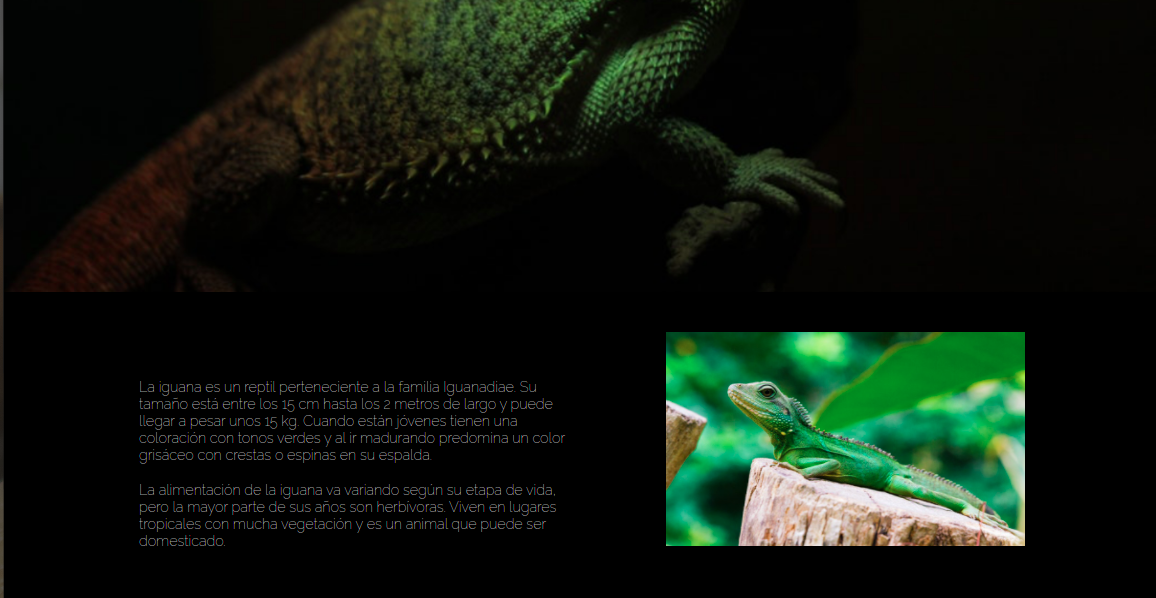 La iguana es un reptil perteneciente a la familia Iguanadiae. Su
tamaño está entre los 15 cm hasta los 2 metros de largo y puede
llegar a pesar unos 15 kg. Cuando están jóvenes tienen una
coloración con tonos verdes y al ir madurando predomina un color
grisáceo con crestas o espinas en su espalda.
La alimentación de la iguana va variando según su etapa de vida,
pero la mayor parte de sus años son herbívoras. Viven en lugares
tropicales con mucha vegetación y es un animal que puede ser
domesticado.